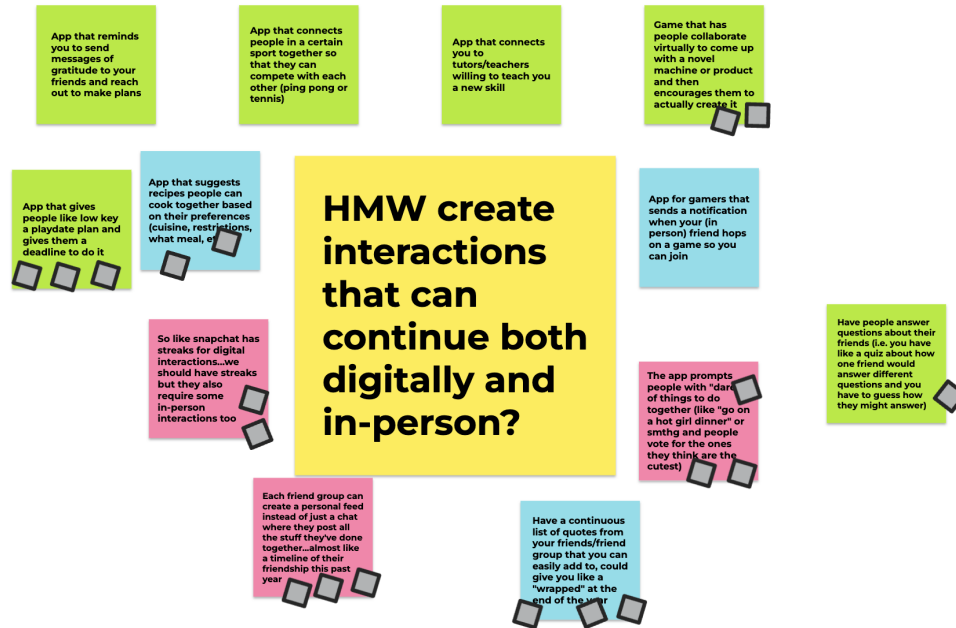 App that reminds
you to send
messages of
gratitude to your
friends and reach
out to make plans
App that connects
people in a certain
sport together so
that they can
compete with each
other (ping pong or
tennis)
App that connects
you to
tutors/teachers
willing to teach you
a new skill
Game that has
people collaborate
virtually to come up
with a novel
machine or product
and then
encourages them to
actually create it
App that gives
people like low key
a playdate plan and
gives them a
deadline to do it
App that suggests
recipes people can
cook together based
on their preferences
(cuisine, restrictions,
what meal,
HMW create
interactions
that can
continue both
digitally and
in-person?
App for gamers that
sends a notification
when your (in
person) friend hops
on a game so you
can join
So like snapchat has
streaks for digital
interactions...we
should have streaks
but they also
require some
in-person
interactions too
The app prompts
people with
of things to do
together (like "go on
a hot girl dinner" or
smthg and people
vote for the ones
they think are the
cutest)
Have people answer
questions about their
friends (i.e. you have
like a quiz about how
one friend would
answer different
questions and you
have to guess how
they might answer)
Each friend group can
create a personal feed
instead of just a chat
where they post all
the stuff they've done
together...almost like
a timeline of their
friendship this past
year
Have a continuous
list of quotes from
your friends/friend
group that you can
easily add to, could
give you like a
"wrapped" at the
end of the year